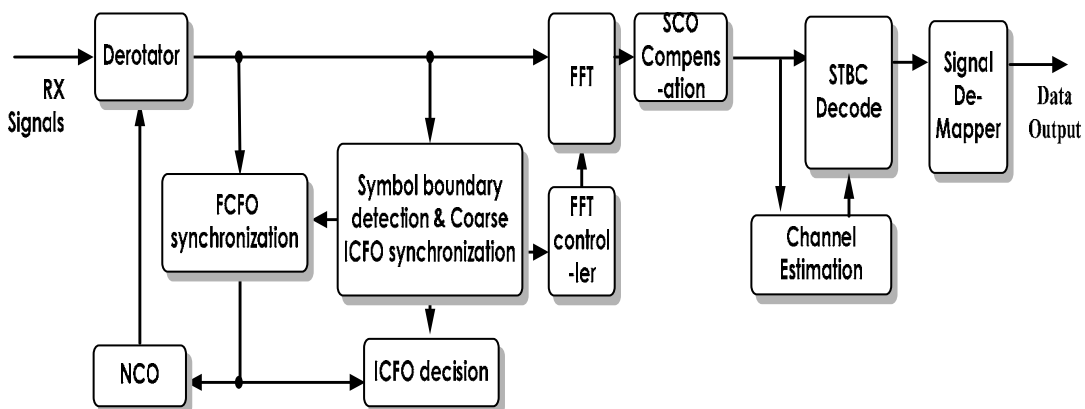 RX
Signals
Derotator
FCFO
synchronization
Symbol boundary
detection & Coarse
ICFO synchronization
NCO
ICFO decision
FFT
FFT
control
-ler
SCO
Compens
-ation
STBC
Decode
Channel
Estimation
Signal
De-
Mapper
Data
Output